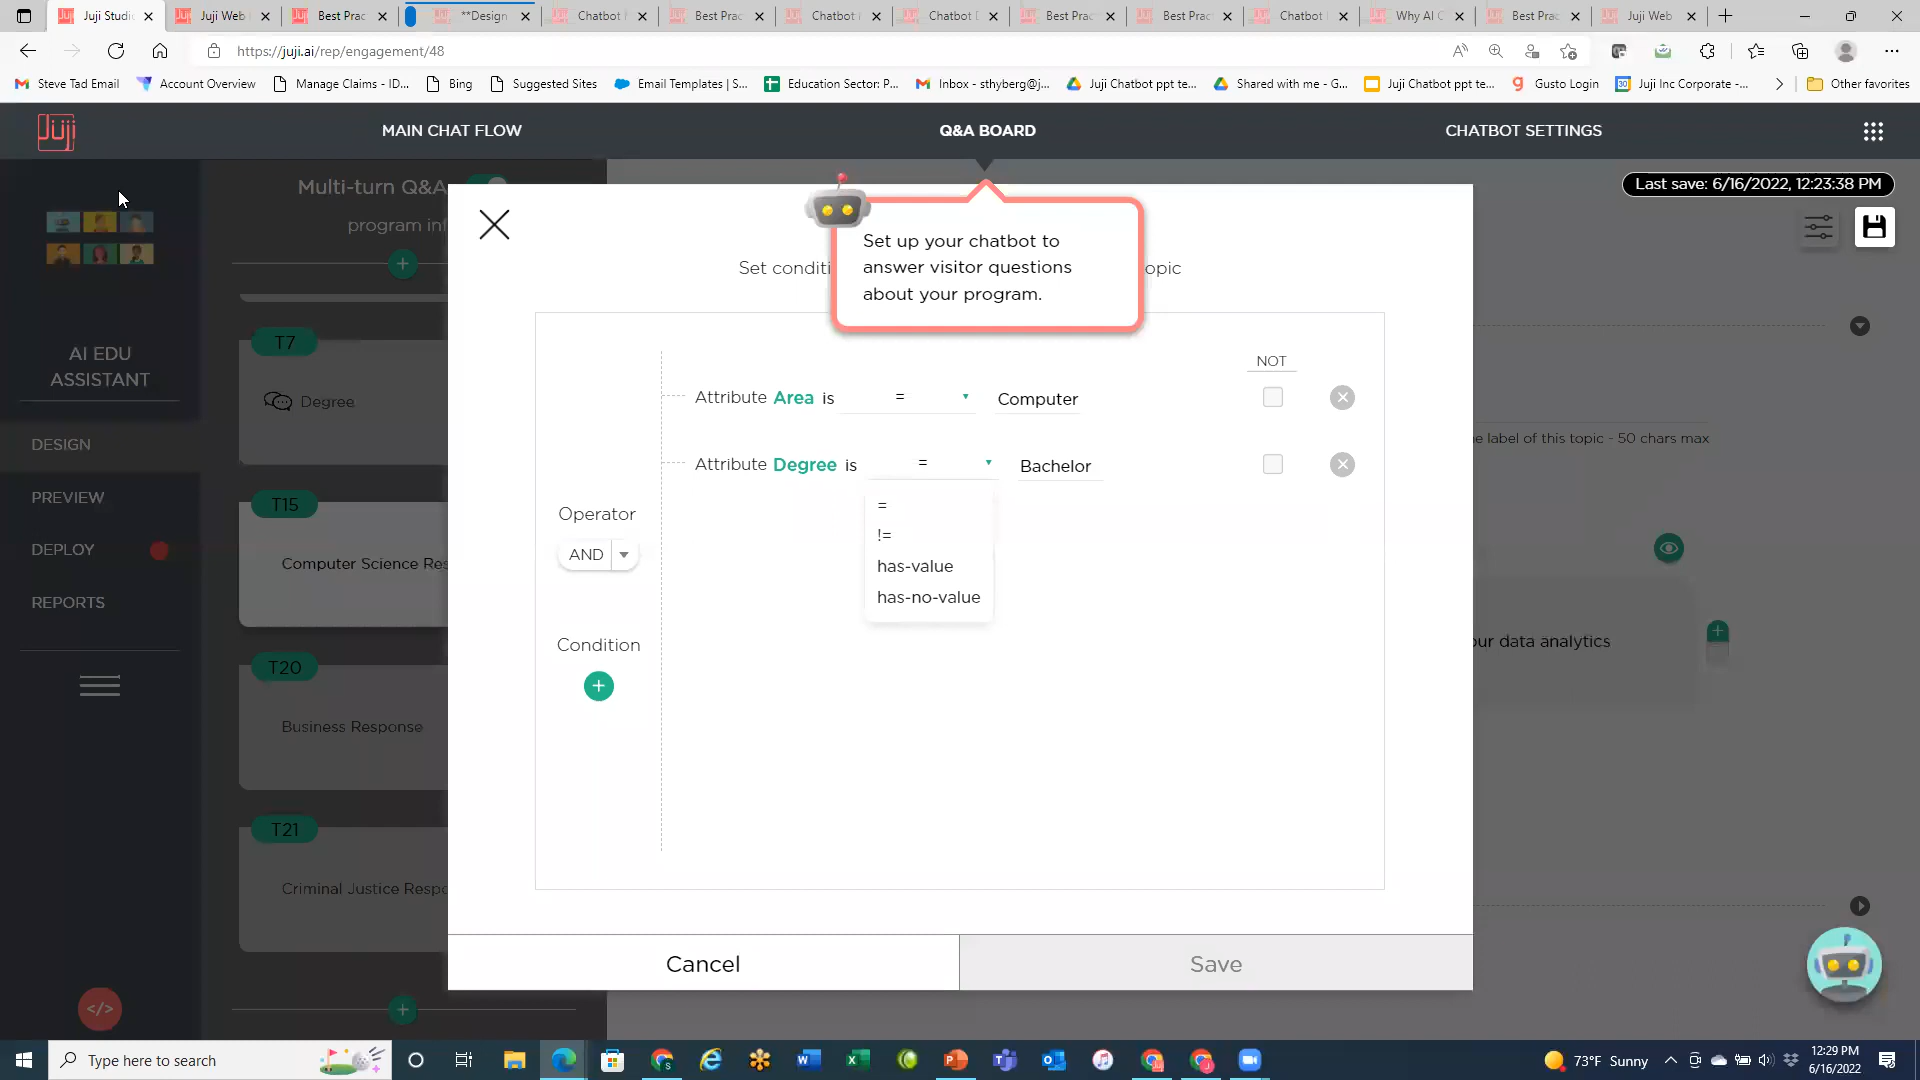 Juji Studi
Juji Web
Best Prac
**Design
Chatbot
Best Prac
Chatbot
Chatbot
Best Prac
Best Prac
Chatbot
Why AI C
Best Prac
Juji Web
https://juji.ai/rep/engagement/48
Steve Tad Email
Account Overview
Manage Claims - ID...
Bing
Suggested Sites
Email Templates | S...
Education Sector: P...
Inbox - sthyberg@j...
Juji Chatbot ppt te...
Shared with me - G...
Juji Chatbot ppt te...
Gusto Login
Juji Inc Corporate -...
Other favorites
Juji
MAIN CHAT FLOW
Q&A BOARD
CHATBOT SETTINGS
Last save: 6/16/2022, 12:23:38 PM
Multi-turn Q&A
program inf
AI EDU
ASSISTANT
DESIGN
PREVIEW
DEPLOY
REPORTS
</>
T7
Degree
T15
Computer Science Res
T20
Business Response
T21
Criminal Justice Respo
Set conditi
opic
Set up your chatbot to
answer visitor questions
about your program.
NOT
Attribute Area is = Computer
Attribute Degree is = Bachelor
=
!=
has-value
has-no-value
Operator
AND
Condition
Cancel
Save
e label of this topic - 50 chars max
ur data analytics
Type here to search
73°F Sunny
12:29 PM
6/16/2022